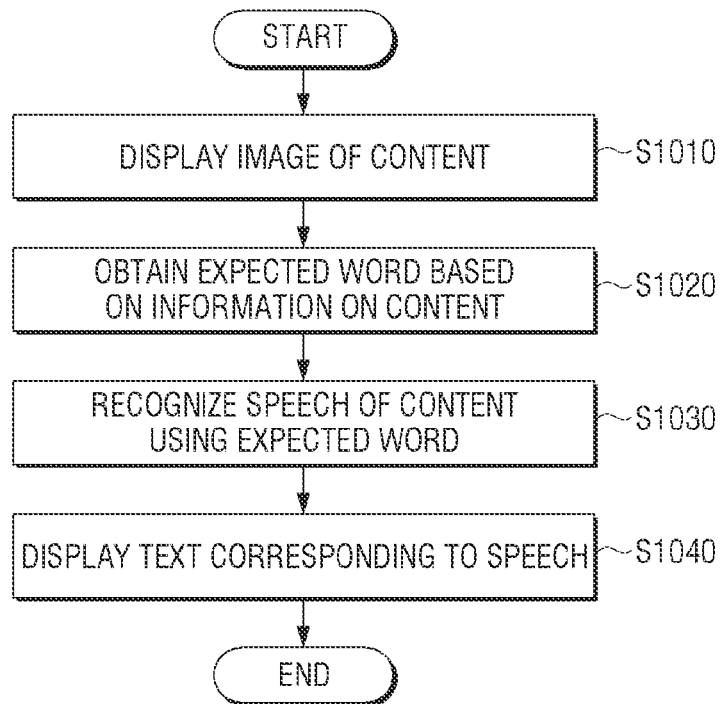 START
DISPLAY IMAGE OF CONTENT
S1010
OBTAIN EXPECTED WORD BASED
ON INFORMATION ON CONTENT
S1020
RECOGNIZE SPEECH OF CONTENT
USING EXPECTED WORD
S1030
DISPLAY TEXT CORRESPONDING TO SPEECH
S1040
END